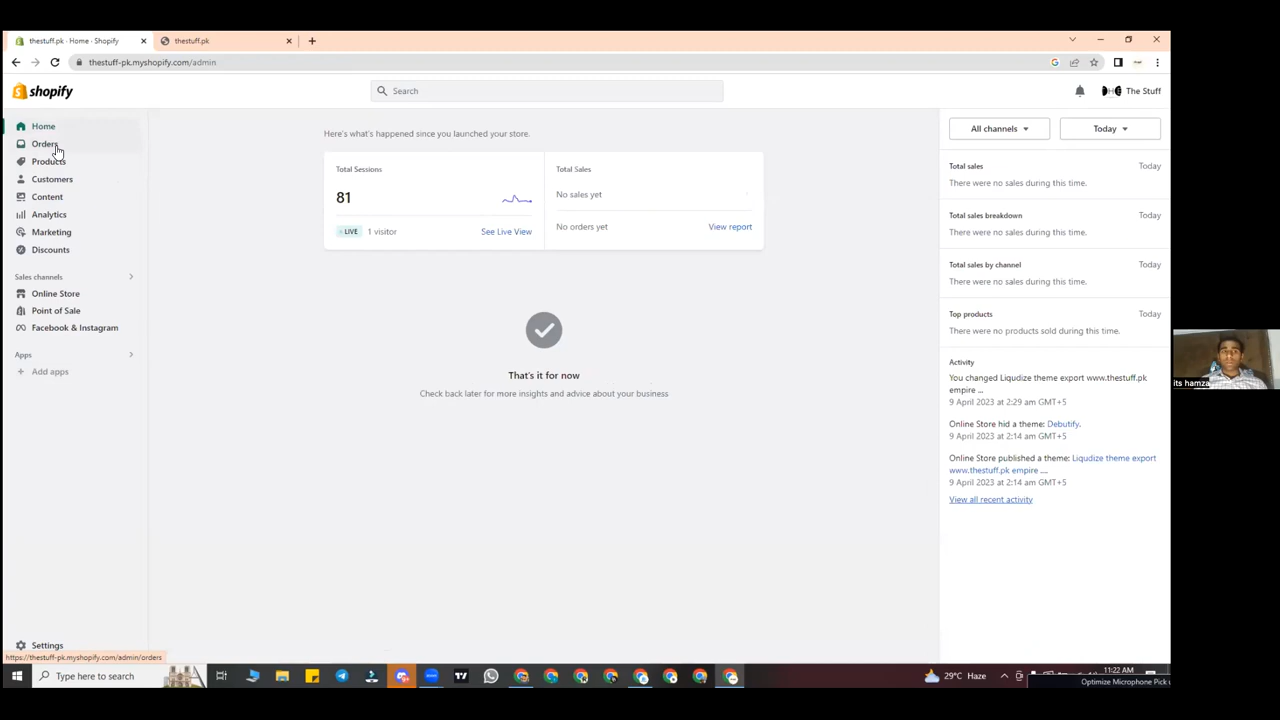 thestuff.pk · Home · Shopify
thestuff.pk
thestuff-pk.myshopify.com/admin
shopify
Search
The Stuff
Home
Orders
Products
Customers
Content
Analytics
Marketing
Discounts
Sales channels
Online Store
Point of Sale
Facebook & Instagram
Apps
Add apps
Settings
https://thestuff-pk.myshopify.com/admin/orders
Here's what's happened since you launched your store.
Total Sessions
81
LIVE 1 visitor See Live View
Total Sales
No sales yet
No orders yet View report
That's it for now
Check back later for more insights and advice about your business
All channels Today
Total sales Today
There were no sales during this time.
Total sales breakdown Today
There were no sales during this time.
Total sales by channel Today
There were no sales during this time.
Top products Today
There were no products sold during this time.
Activity
You changed Liqudize theme export www.thestuff.pk
empire ...
9 April 2023 at 2:29 am GMT+5
Online Store hid a theme: Debutify.
9 April 2023 at 2:14 am GMT+5
Online Store published a theme: Liqudize theme export
www.thestuff.pk empire ....
9 April 2023 at 2:14 am GMT+5
View all recent activity
its hamza
Type here to search
29°C Haze
11:22 AM
Optimize Microphone Pick